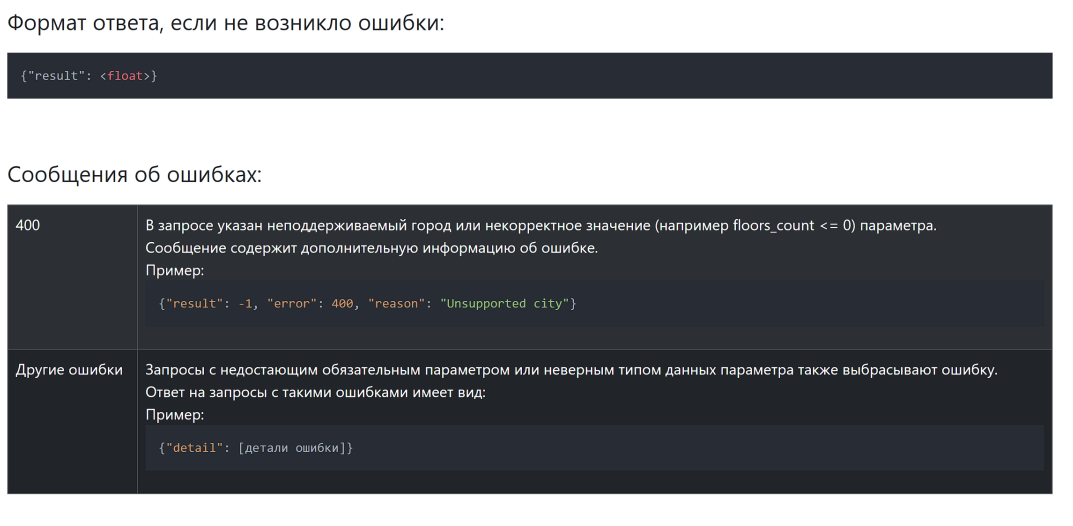 Формат ответа, если не возникло ошибки:
{"result": <float>}
Сообщения об ошибках:
400
В запросе указан неподдерживаемый город или некорректное значение (например floors_count <= 0) параметра.
Сообщение содержит дополнительную информацию об ошибке.
Пример:
{"result": -1, "error": 400, "reason": "Unsupported city"}
Другие ошибки
Запросы с недостающим обязательным параметром или неверным типом данных параметра также выбрасывают ошибку.
Ответ на запросы с такими ошибками имеет вид:
Пример:
{"detail": [детали ошибки]}